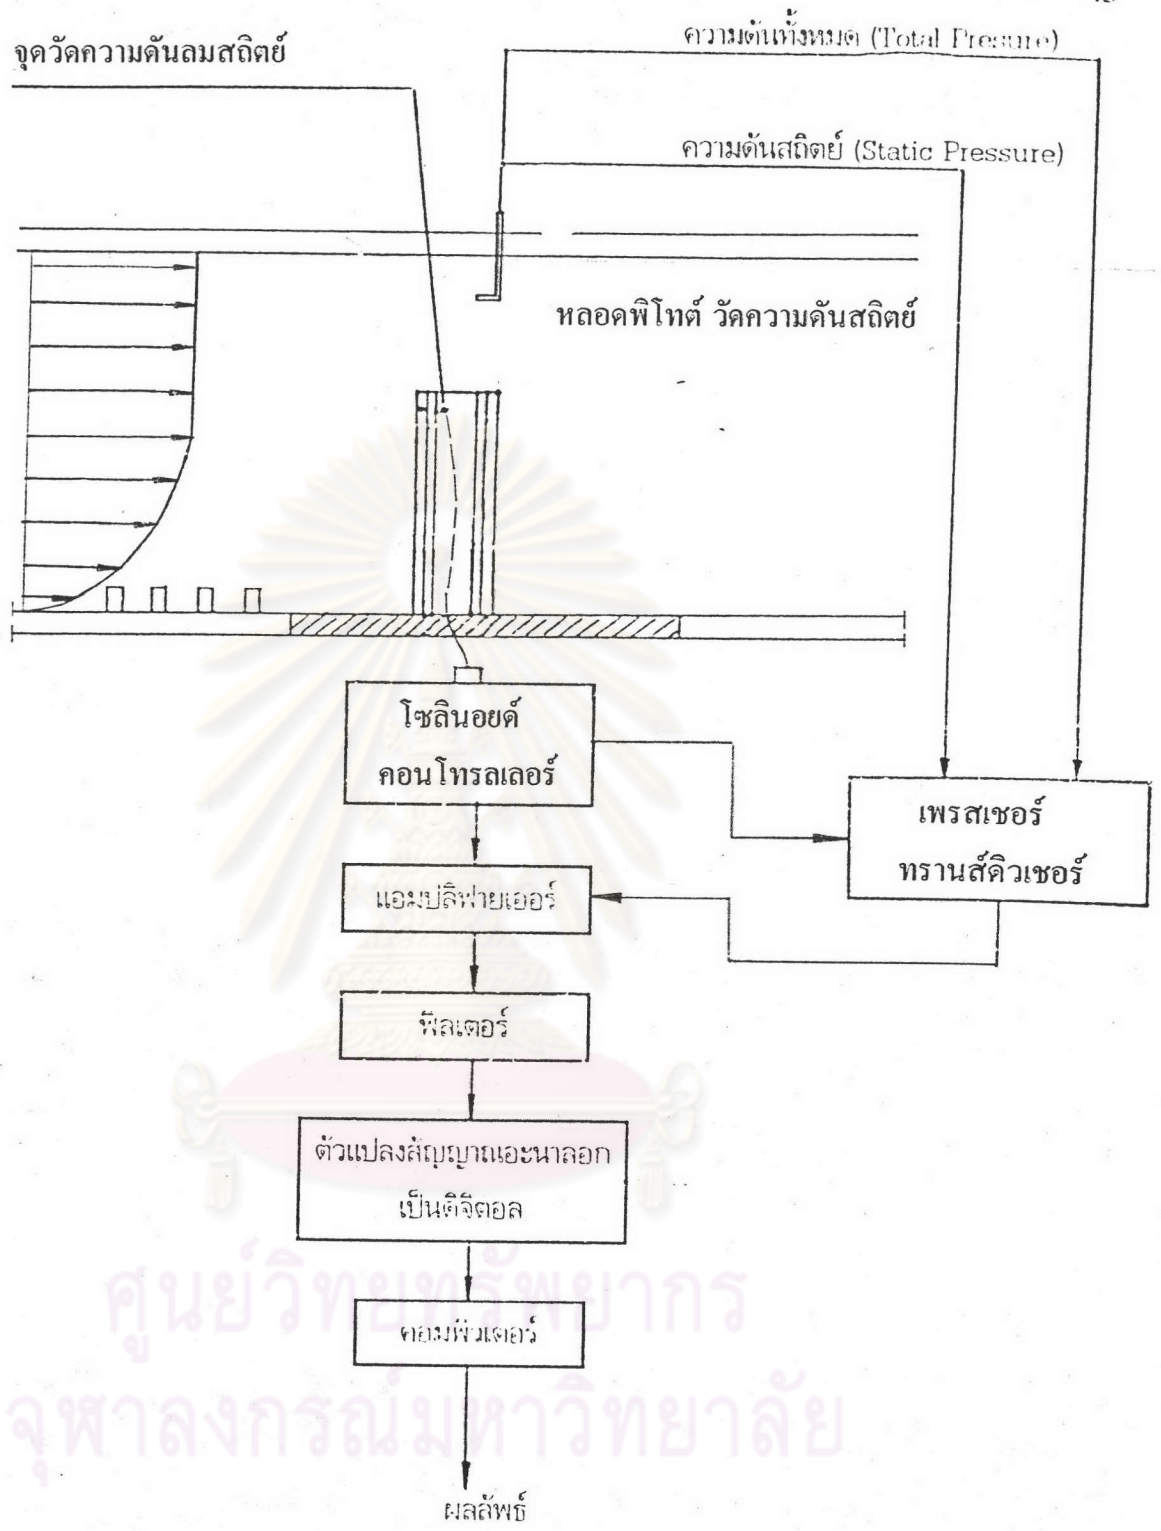 ความดันทั้งหมด (Total Presure)
จุดวัดความดันลมสถิตย์
ความดันสถิตย์ (Static Pressure)
หลอดพิโทต์ วัดความดันสถิตย์
โซลินอยด์
คอนโทรลเลอร์
เพรสเชอร์
ทรานส์ดิวเซอร์
แอมปลิฟายเออร์
ฟิลเตอร์
ตัวแปลงสัญญาณอะนาลอก
เป็นดิจิตอล
คอมพิวเตอร์
ผลลัพธ์
ศูนย์วิทยทรัพยากร
จุฬาลงกรณ์มหาวิทยาลัย